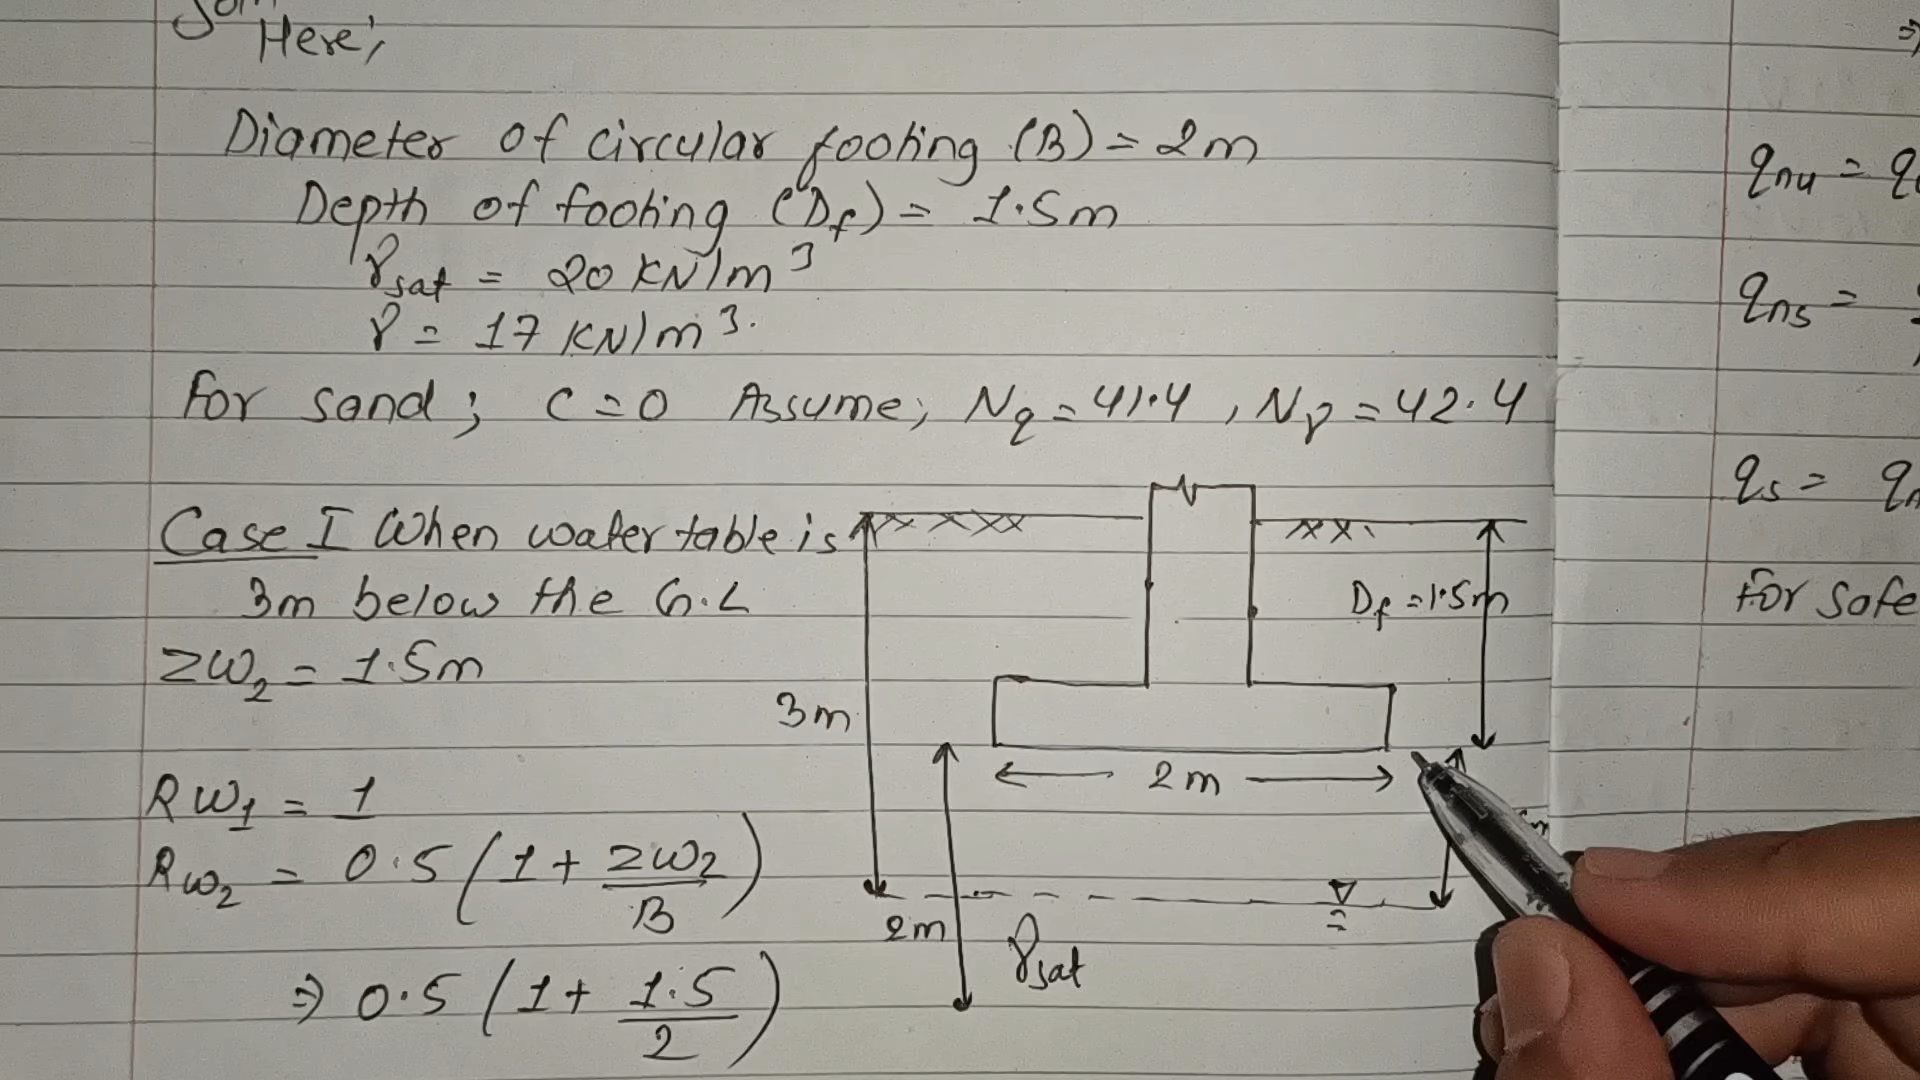 Here;
Diameter of circular footing (B) = 2m
Depth of footing (Df) = 1.5m
γsat = 20 KN/m³
γ = 17 KN/m³.
For sand; C=0 Assume; Nq = 41.4, Nγ = 42.4
Case I When water table is
3m below the G.L
ZW₂ = 1.5m
RW₁ = 1
RW₂ = 0.5 (1 + ZW₂/B)
⇒ 0.5 (1 + 1.5/2)
Df = 1.5m
3m
2m
2m
γsat
qnu =
qns =
qs =
For safe